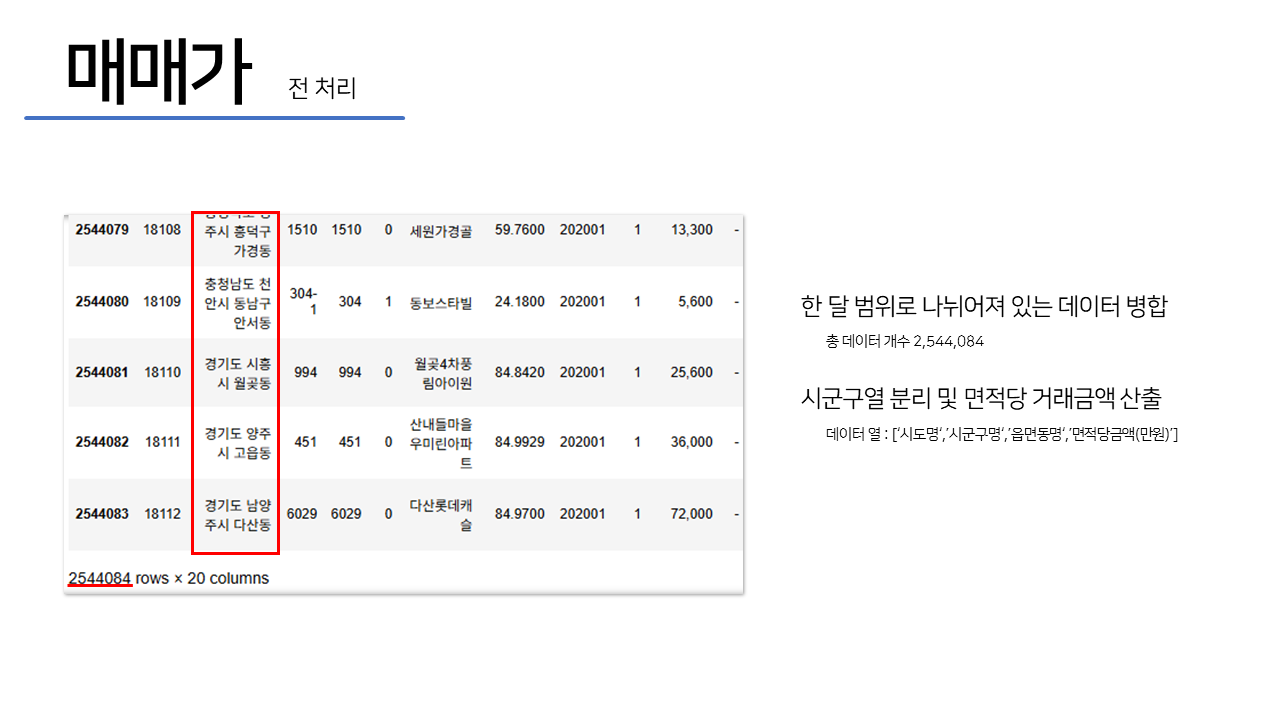 매매가 전 처리
2544079 18108 주시 흥덕구 가경동 1510 1510 0 세원가경골 59.7600 202001 1 13,300 -
2544080 18109 충청남도 천안시 동남구 안서동 304-1 304 1 동보스타빌 24.1800 202001 1 5,600 -
2544081 18110 경기도 시흥시 월곶동 994 994 0 월곶4차풍림아이원 84.8420 202001 1 25,600 -
2544082 18111 경기도 양주시 고읍동 451 451 0 산내들마을우미린아파트 84.9929 202001 1 36,000 -
2544083 18112 경기도 남양주시 다산동 6029 6029 0 다산롯데캐슬 84.9700 202001 1 72,000 -
2544084 rows × 20 columns
한 달 범위로 나뉘어져 있는 데이터 병합
총 데이터 개수 2,544,084
시군구열 분리 및 면적당 거래금액 산출
데이터 열 : [‘시도명‘,’시군구명‘,’읍면동명‘,’면적당금액(만원)’]